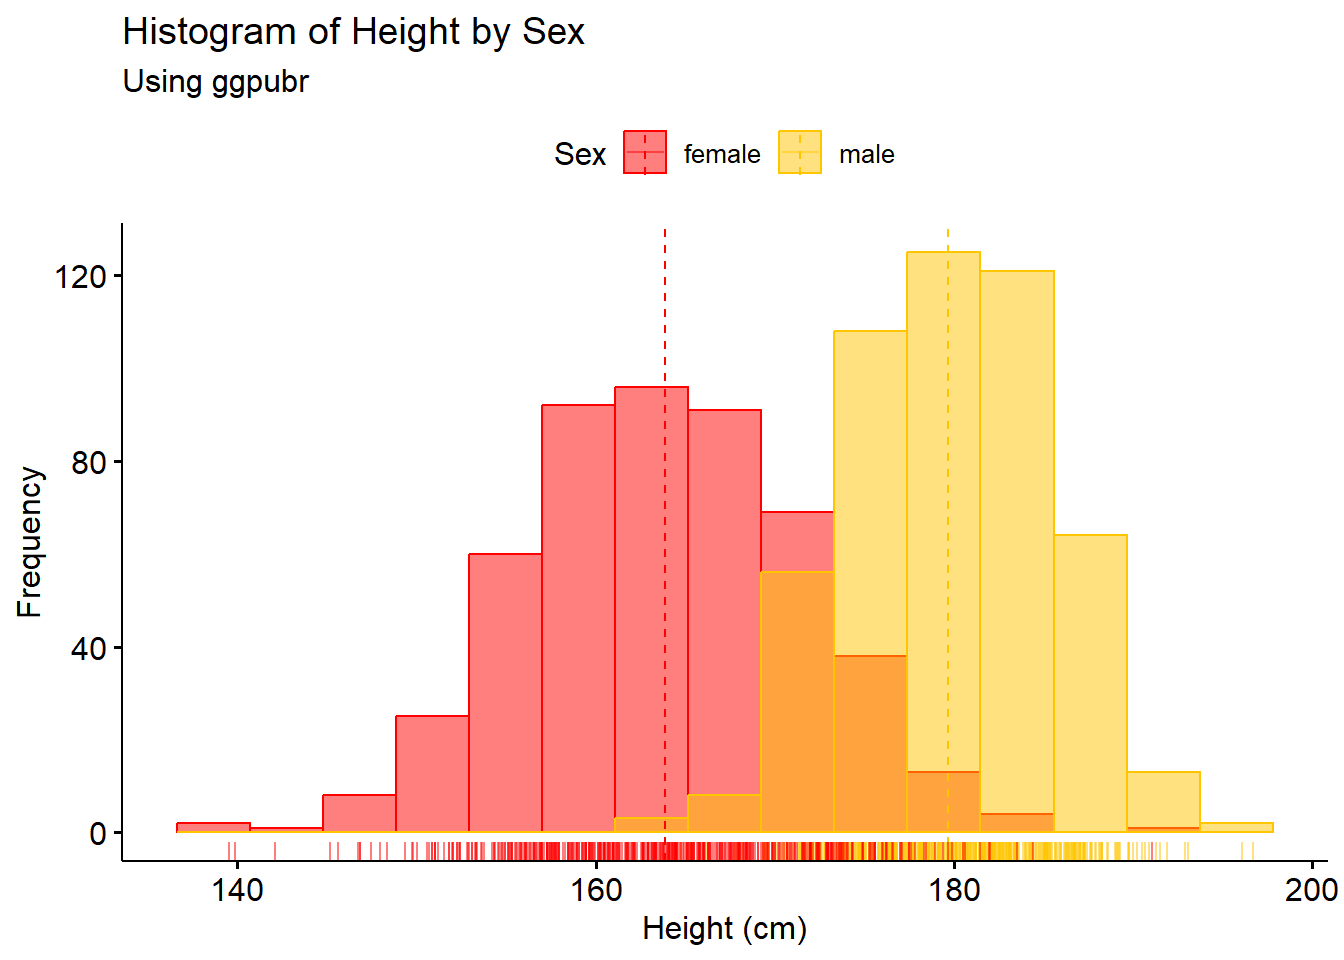 Histogram of Height by Sex
Using ggpubr
Sex female male
120
80
40
0
Frequency
140 160 180 200
Height (cm)